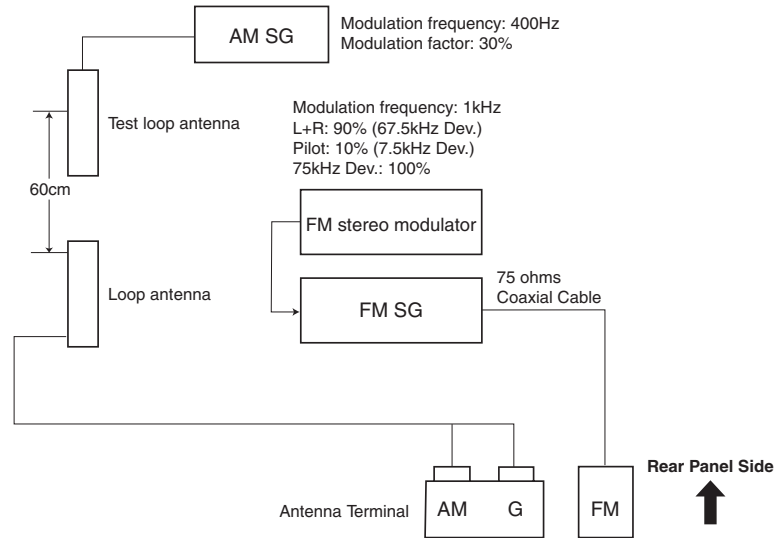 AM SG
Modulation frequency: 400Hz
Modulation factor: 30%
Test loop antenna
60cm
Loop antenna
Modulation frequency: 1kHz
L+R: 90% (67.5kHz Dev.)
Pilot: 10% (7.5kHz Dev.)
75kHz Dev.: 100%
FM stereo modulator
FM SG
75 ohms
Coaxial Cable
Antenna Terminal
AM
G
FM
Rear Panel Side